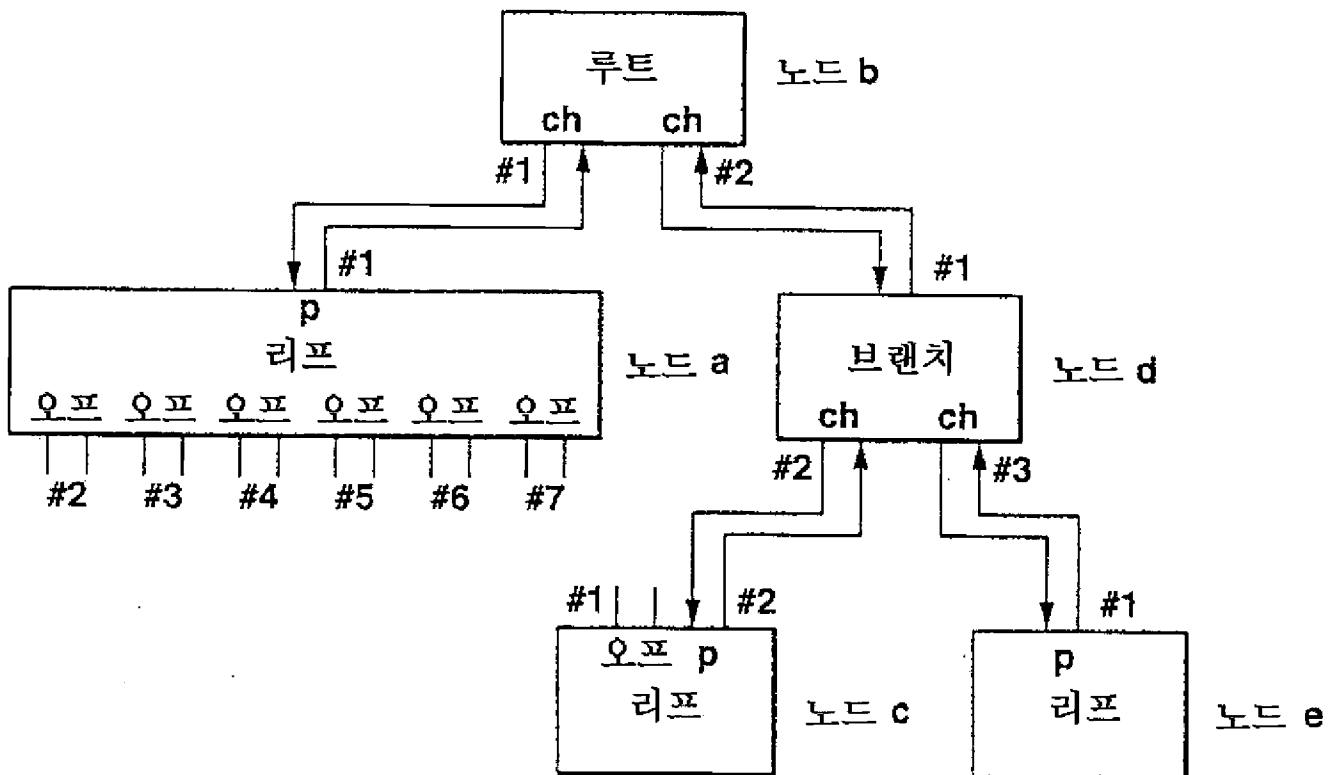 루트
노드 b
ch ch
#1 #2
#1 #1
p
리프
노드 a
브랜치
노드 d
오프 오프 오프 오프 오프 오프
ch ch
#2 #3 #4 #5 #6 #7
#2 #3
#1 #2 #1
오프 p
리프
노드 c
p
리프
노드 e